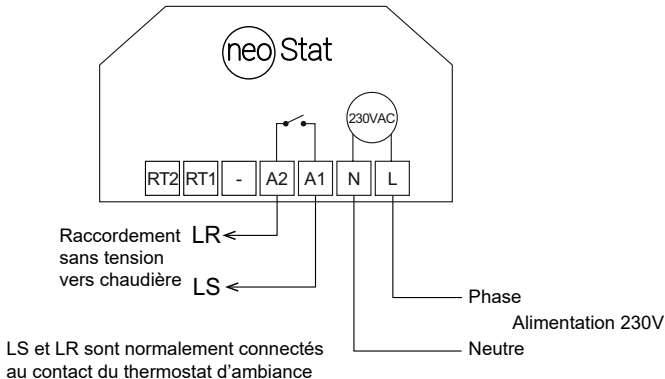 neo Stat
230VAC
RT2 RT1 - A2 A1 N L
Raccordement
sans tension
vers chaudière
LR
LS
Phase
Alimentation 230V
Neutre
LS et LR sont normalement connectés
au contact du thermostat d’ambiance